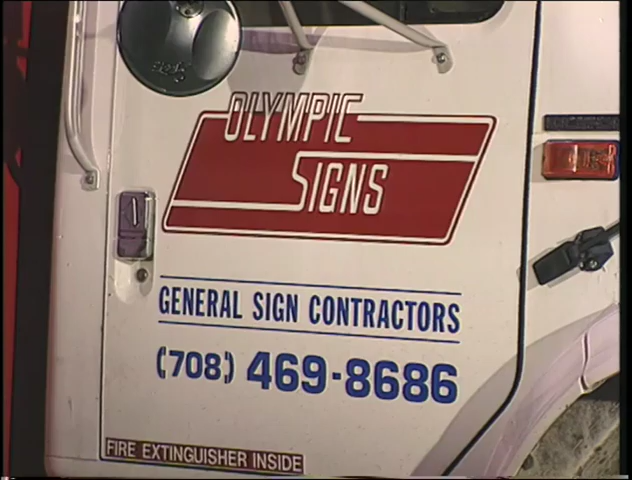 OLYMPIC
SIGNS
GENERAL SIGN CONTRACTORS
(708) 469-8686
FIRE EXTINGUISHER INSIDE